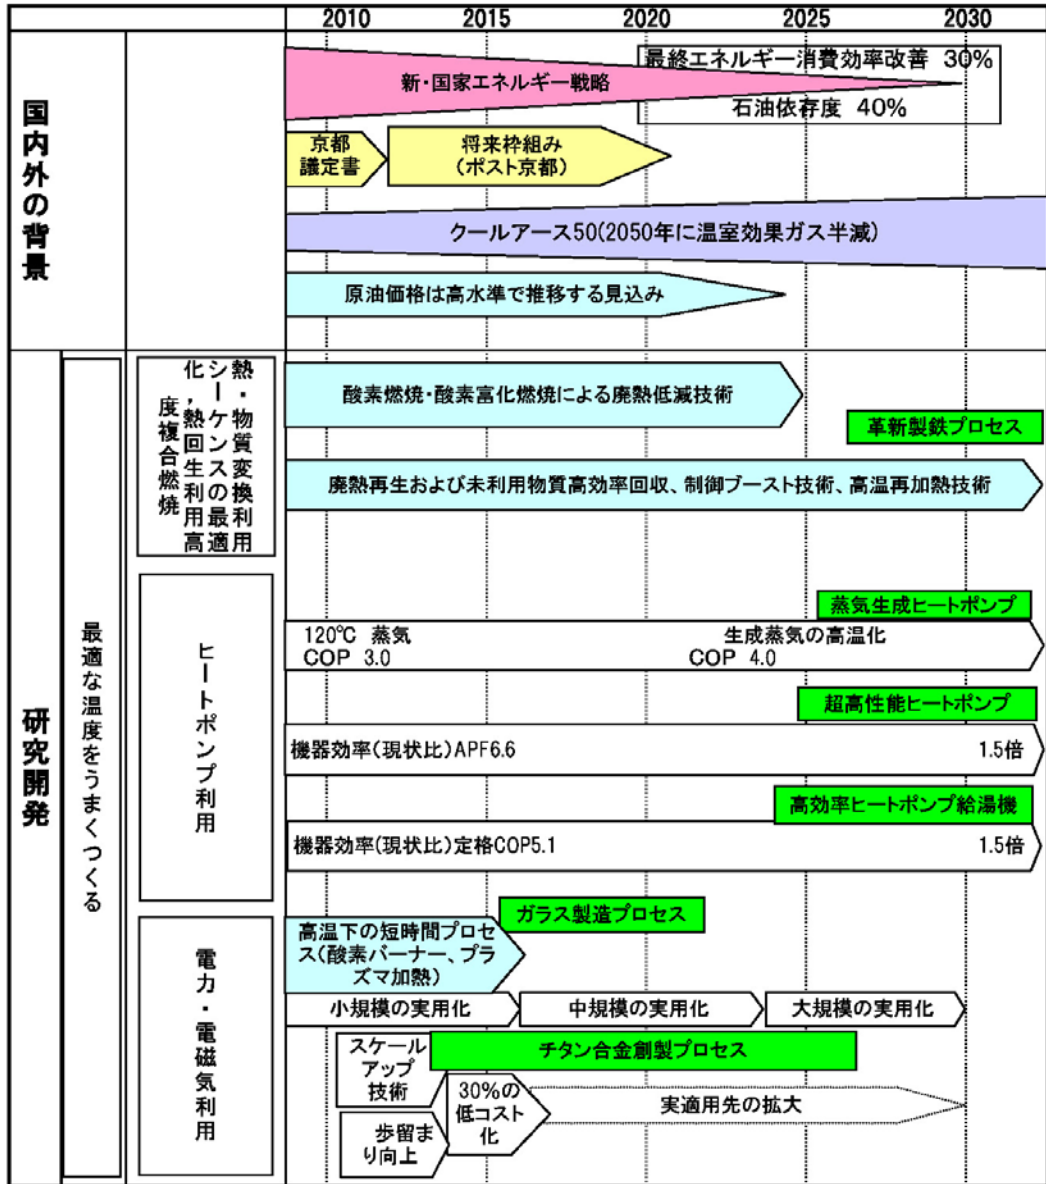 2010 2015 2020 2025 2030
国内外の背景
新・国家エネルギー戦略
最終エネルギー消費効率改善 30%
石油依存度 40%
京都
議定書
将来枠組み
(ポスト京都)
クールアース50(2050年に温室効果ガス半減)
原油価格は高水準で推移する見込み
研究開発
最適な温度をうまくつくる
熱・物質変換利用
シーケンスの最適
化,熱回生利用高
度複合燃焼
酸素燃焼・酸素富化燃焼による廃熱低減技術
革新製鉄プロセス
廃熱再生および未利用物質高効率回収、制御ブースト技術、高温再加熱技術
ヒートポンプ利用
蒸気生成ヒートポンプ
120℃ 蒸気 生成蒸気の高温化
COP 3.0 COP 4.0
超高性能ヒートポンプ
機器効率(現状比)APF6.6 1.5倍
高効率ヒートポンプ給湯機
機器効率(現状比)定格COP5.1 1.5倍
電力・電磁気利用
ガラス製造プロセス
高温下の短時間プロセ
ス(酸素バーナー、プラ
ズマ加熱)
小規模の実用化 中規模の実用化 大規模の実用化
スケール
アップ
技術
チタン合金創製プロセス
30%の
低コスト
化
実適用先の拡大
歩留ま
り向上